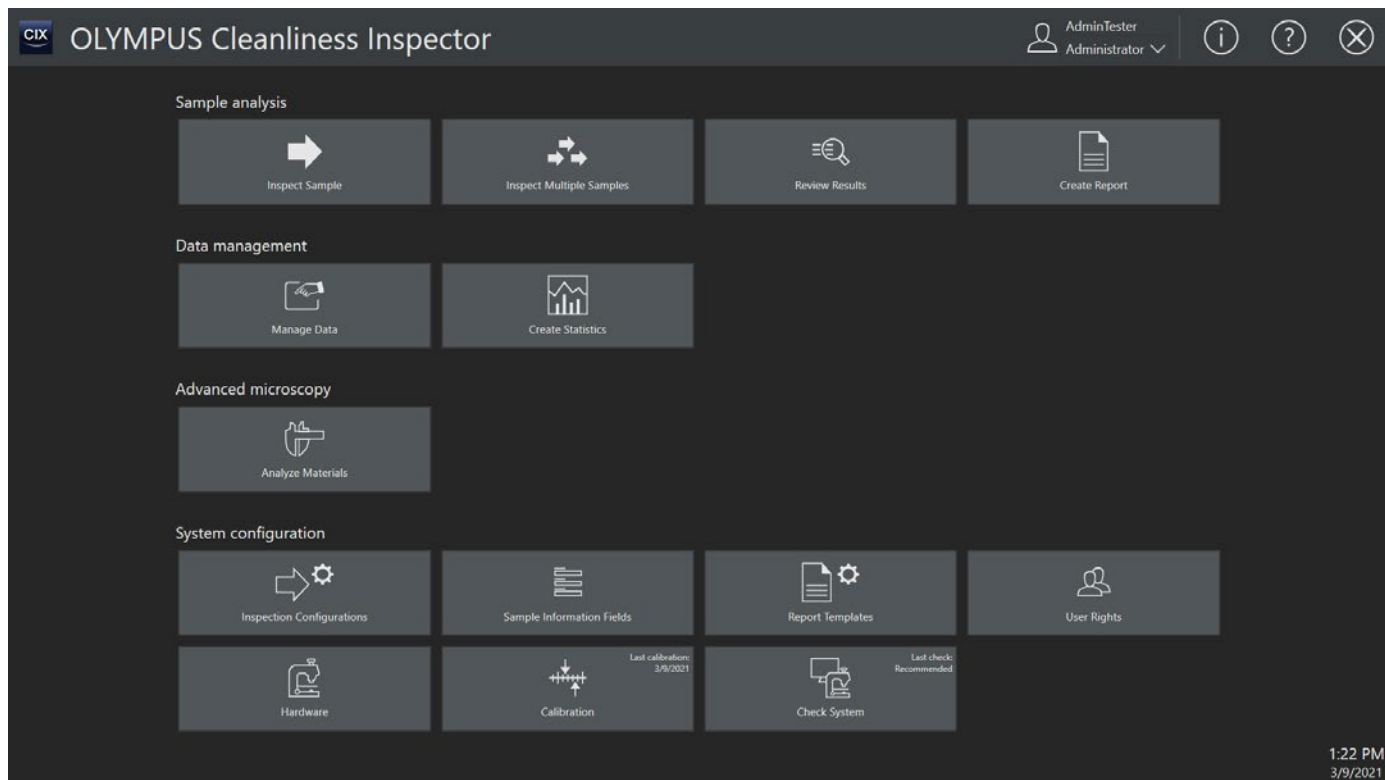 CIX
OLYMPUS Cleanliness Inspector
AdminTester
Administrator
i
?
Sample analysis
Inspect Sample
Inspect Multiple Samples
Review Results
Create Report
Data management
Manage Data
Create Statistics
Advanced microscopy
Analyze Materials
System configuration
Inspection Configurations
Sample Information Fields
Report Templates
User Rights
Hardware
Last calibration:
3/9/2021
Calibration
Last check:
Recommended
Check System
1:22 PM
3/9/2021